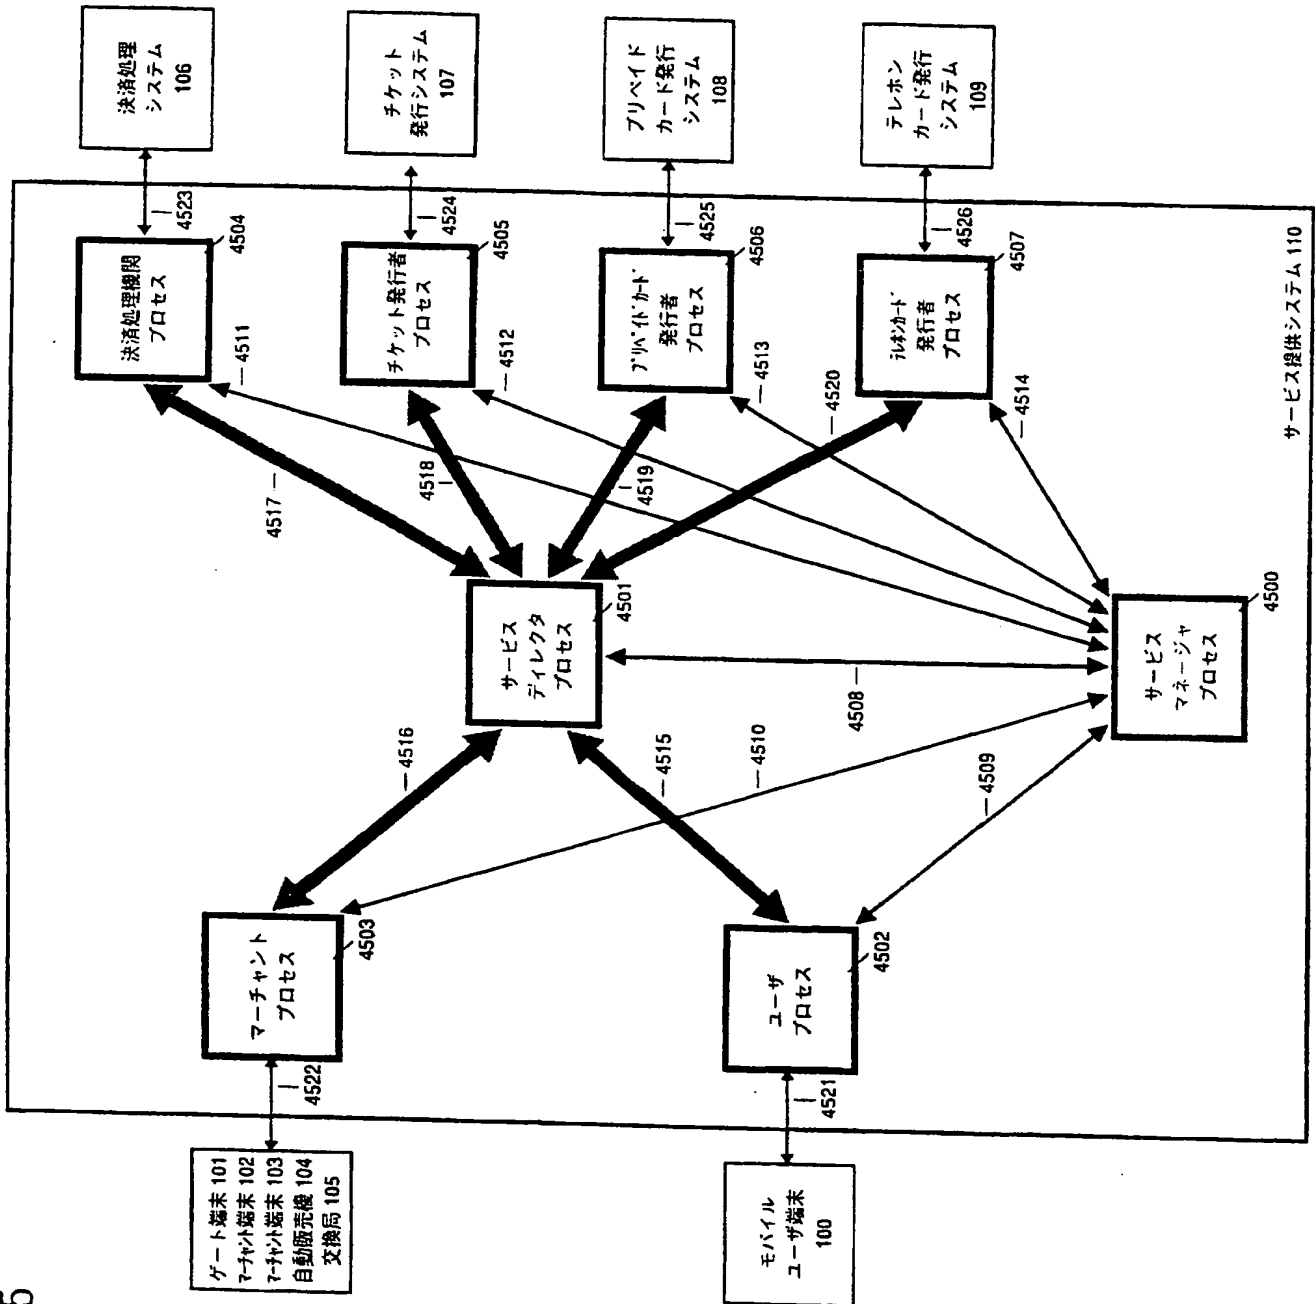 決済処理
システム
106
チケット
発行システム
107
プリペイド
カード発行
システム
108
テレホン
カード発行
システム
109
4523
4524
4525
4526
決済処理機関
プロセス
4504
チケット発行者
プロセス
4505
プリペイドカード
発行者
プロセス
4506
テレホンカード
発行者
プロセス
4507
4511
4512
4513
4520
4514
4517
4518
4519
サービス提供システム 110
サービス
ディレクタ
プロセス
4501
サービス
マネージャ
プロセス
4500
4508
4516
4515
4510
4509
マーチャント
プロセス
4503
ユーザ
プロセス
4502
4522
4521
ゲート端末 101
マーチャント端末 102
マーチャント端末 103
自動販売機 104
交換局 105
モバイル
ユーザ端末
100
5